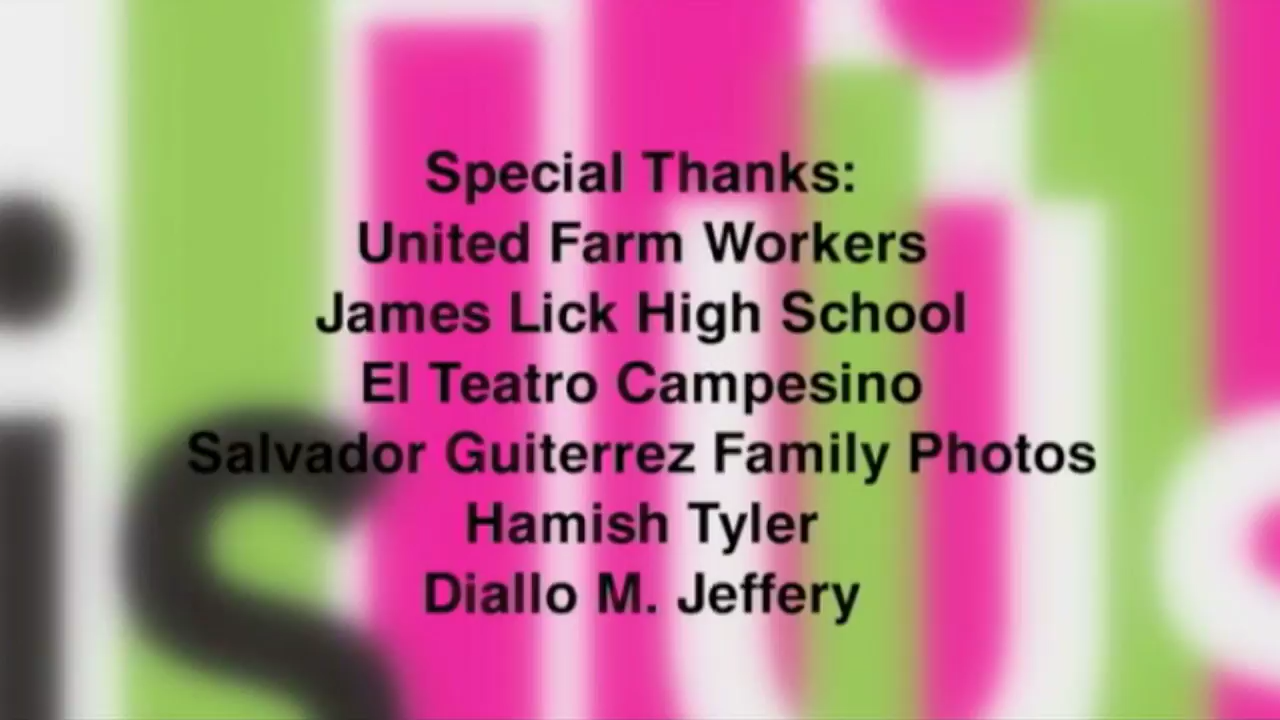 Special Thanks:
United Farm Workers
James Lick High School
El Teatro Campesino
Salvador Guiterrez Family Photos
Hamish Tyler
Diallo M. Jeffery
is